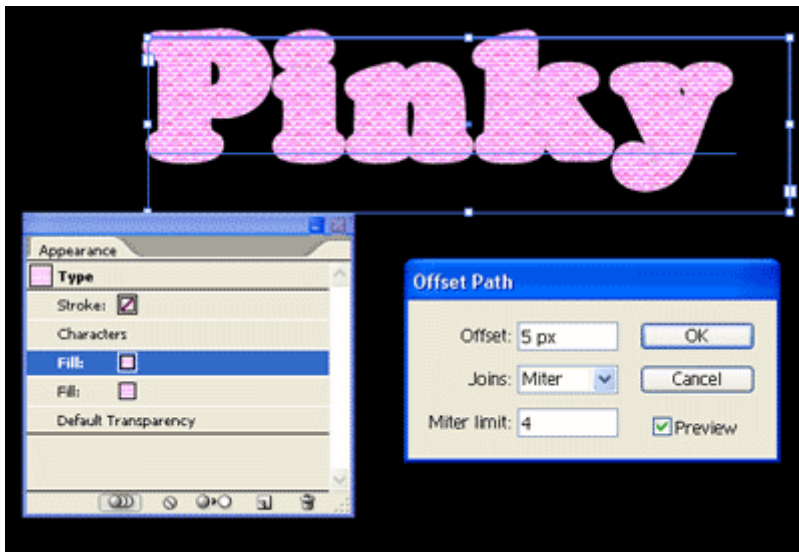 Pinky
Appearance
Type
Stroke:
Characters
Fill:
Fill:
Default Transparency
Offset Path
Offset: 5 px
OK
Joins: Miter
Cancel
Miter limit: 4
Preview